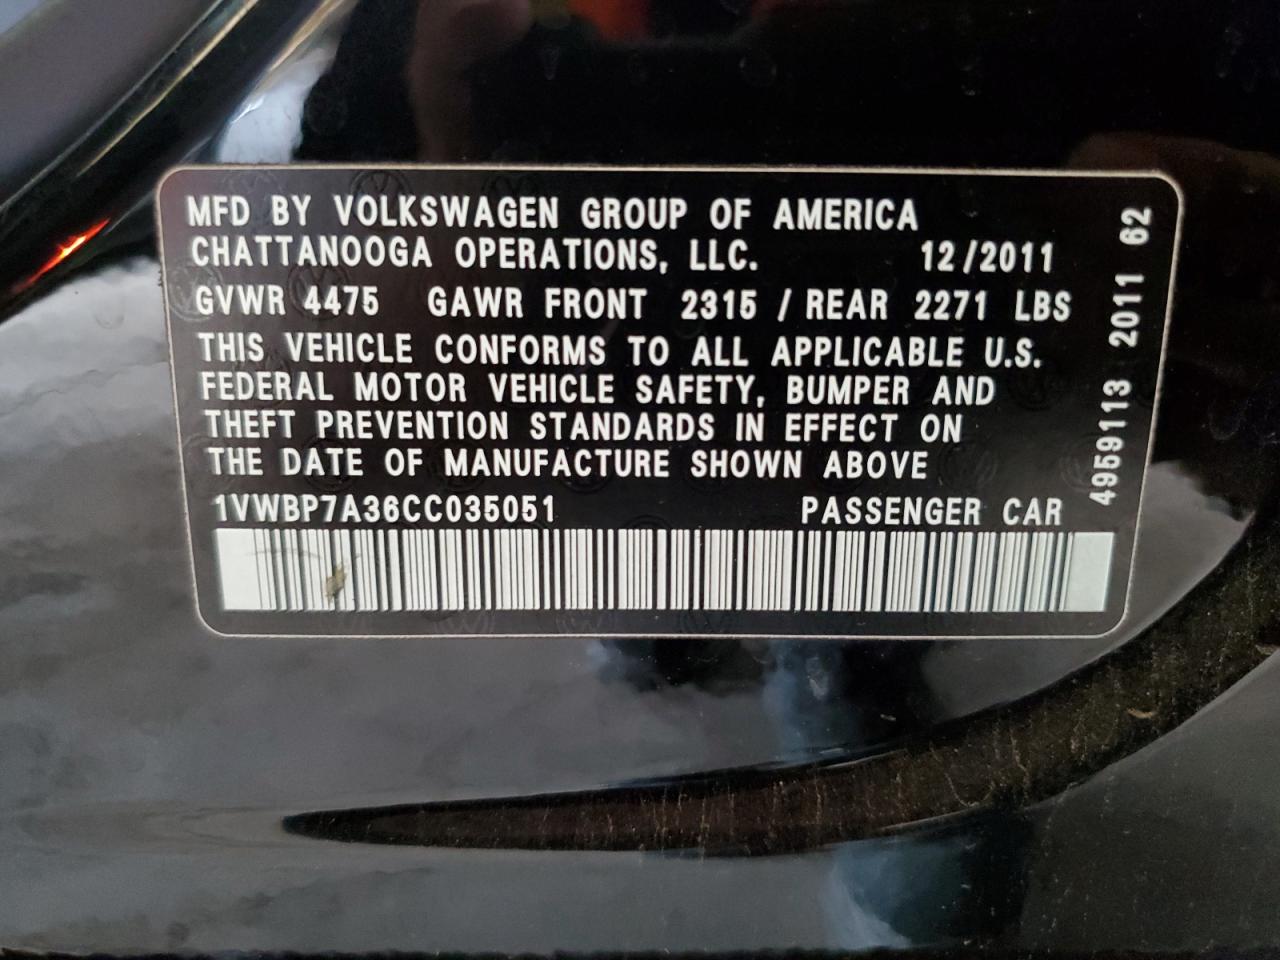 MFD BY VOLKSWAGEN GROUP OF AMERICA
CHATTANOOGA OPERATIONS, LLC. 12/2011
GVWR 4475 GAWR FRONT 2315 / REAR 2271 LBS
THIS VEHICLE CONFORMS TO ALL APPLICABLE U.S.
FEDERAL MOTOR VEHICLE SAFETY, BUMPER AND
THEFT PREVENTION STANDARDS IN EFFECT ON
THE DATE OF MANUFACTURE SHOWN ABOVE
1VWBP7A36CC035051 PASSENGER CAR
4959113 2011 62